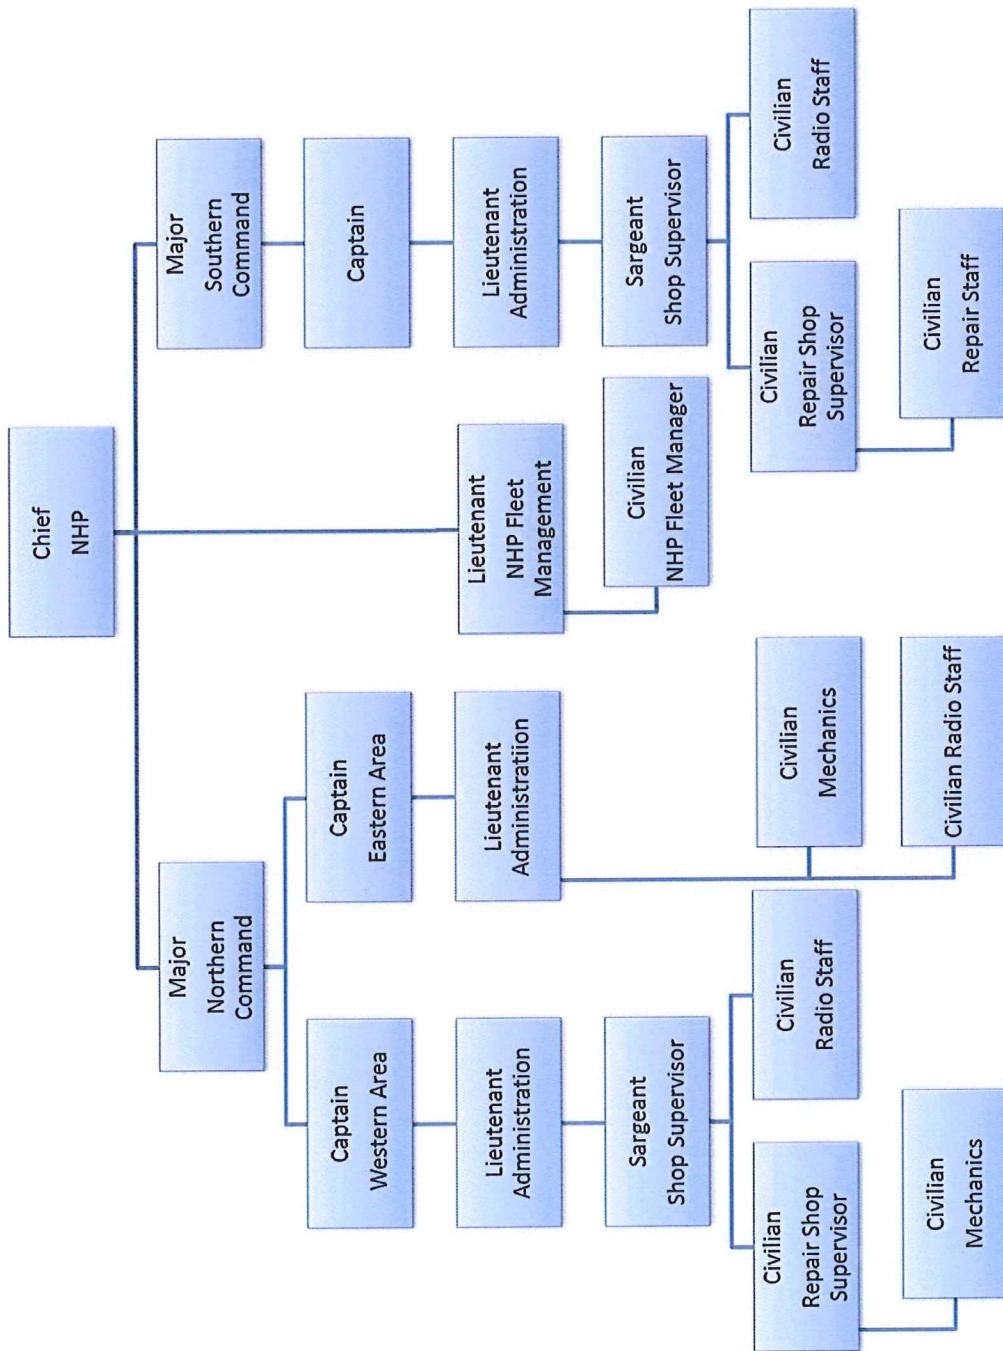 Chief
NHP
Major
Northern
Command
Major
Southern
Command
Captain
Western Area
Captain
Eastern Area
Captain
Lieutenant
Administration
Lieutenant
Administratiion
Lieutenant
NHP Fleet
Management
Lieutenant
Administration
Sargeant
Shop Supervisor
Civilian
NHP Fleet Manager
Sargeant
Shop Supervisor
Civilian
Repair Shop
Supervisor
Civilian
Radio Staff
Civilian
Mechanics
Civilian
Repair Shop
Supervisor
Civilian
Radio Staff
Civilian
Mechanics
Civilian Radio Staff
Civilian
Repair Staff